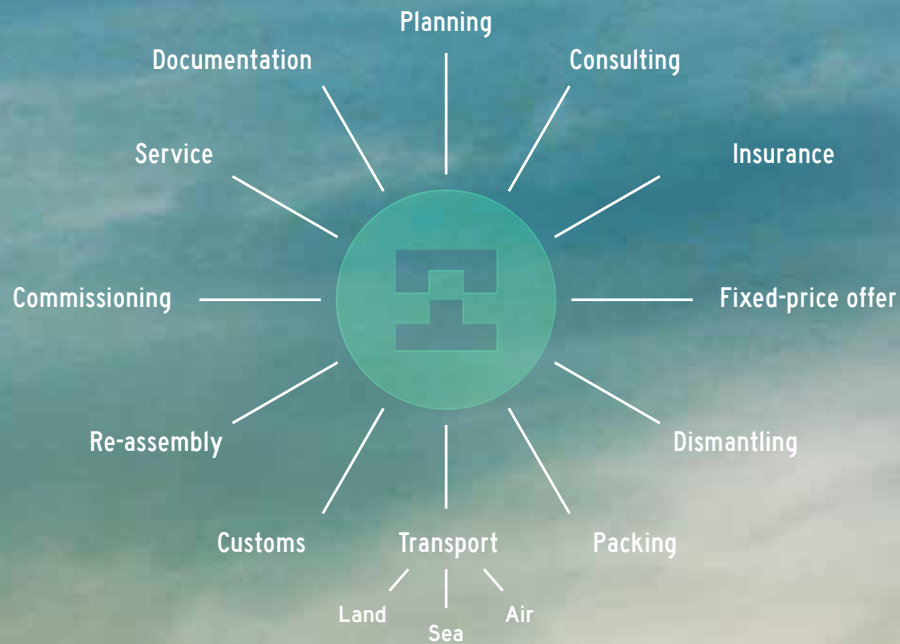 Planning
Documentation
Consulting
Service
Insurance
Commissioning
Fixed-price offer
Re-assembly
Dismantling
Customs
Transport
Packing
Land
Air
Sea